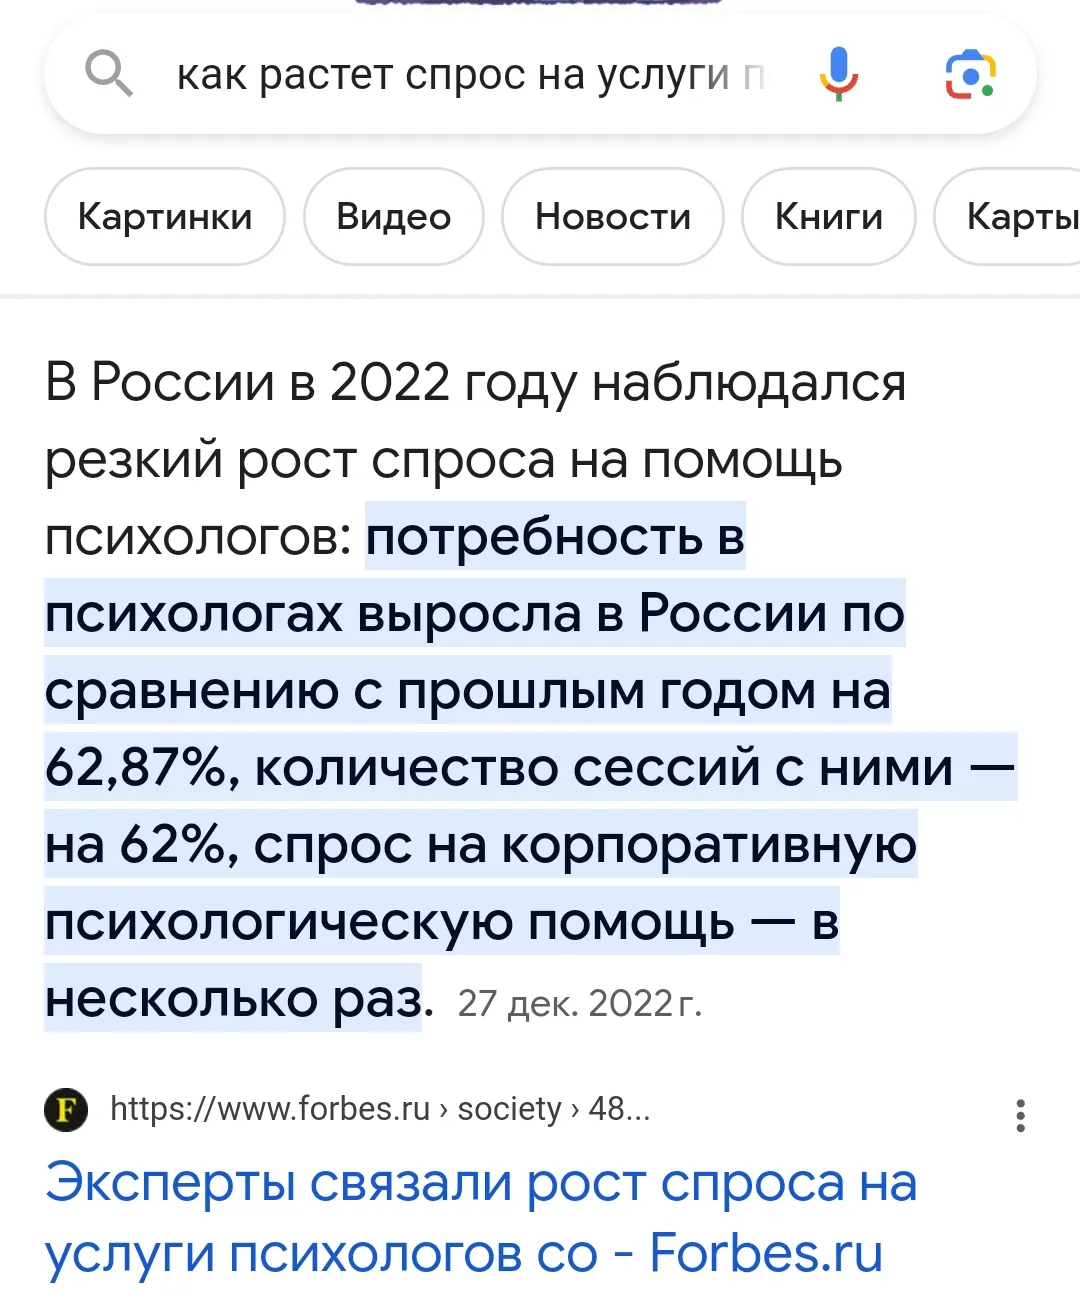 как растет спрос на услуги
Картинки Видео Новости Книги Карты
В России в 2022 году наблюдался
резкий рост спроса на помощь
психологов: потребность в
психологах выросла в России по
сравнению с прошлым годом на
62,87%, количество сессий с ними —
на 62%, спрос на корпоративную
психологическую помощь — в
несколько раз. 27 дек. 2022 г.
F https://www.forbes.ru › society › 48...
Эксперты связали рост спроса на
услуги психологов со - Forbes.ru